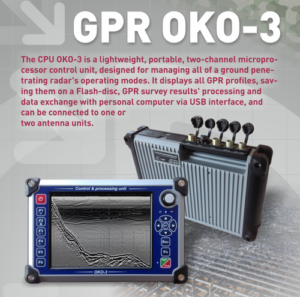 GPR OKO-3
The CPU OKO-3 is a lightweight, portable, two-channel micropro-
cessor control unit, designed for managing all of a ground pene-
trating radar's operating modes. It displays all GPR profiles, sav-
ing them on a Flash-disc, GPR survey results' processing and
data exchange with personal computer via USB interface, and
can be connected to one or
two antenna units.
Control & processing unit
OKO-3